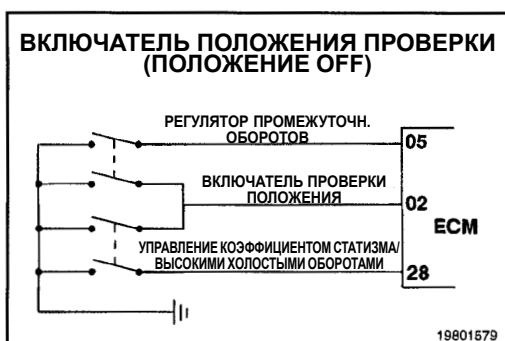 ВКЛЮЧАТЕЛЬ ПОЛОЖЕНИЯ ПРОВЕРКИ
(ПОЛОЖЕНИЕ OFF)
РЕГУЛЯТОР ПРОМЕЖУТОЧН.
ОБОРОТОВ
05
ВКЛЮЧАТЕЛЬ ПРОВЕРКИ
ПОЛОЖЕНИЯ
02
ECM
УПРАВЛЕНИЕ КОЭФФИЦИЕНТОМ СТАТИЗМА/
ВЫСОКИМИ ХОЛОСТЫМИ ОБОРОТАМИ
28
19801579